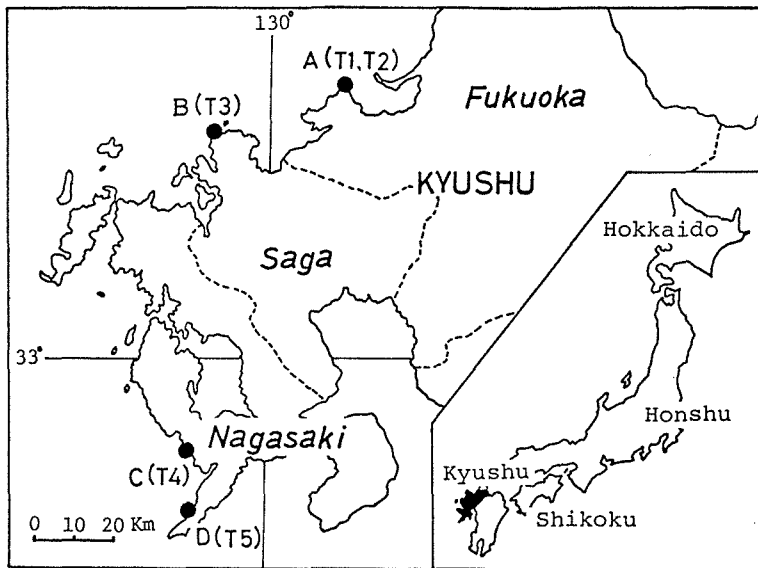 130°
A(T1,T2)
Fukuoka
B(T3)
KYUSHU
Hokkaido
Saga
33°
Honshu
Nagasaki
Kyushu
C(T4)
Shikoku
0 10 20 Km
D(T5)